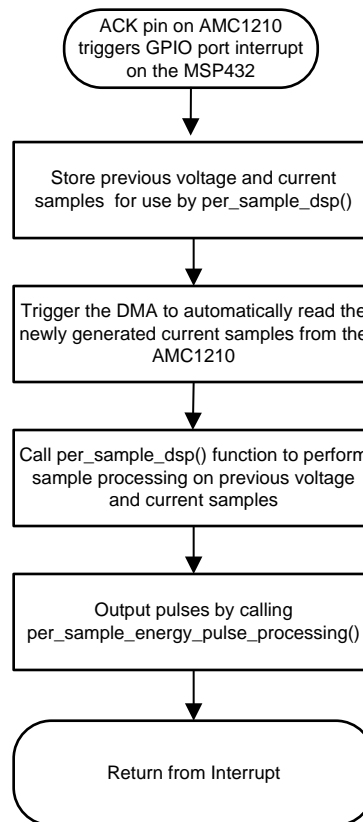 ACK pin on AMC1210
triggers GPIO port interrupt
on the MSP432
Store previous voltage and current
samples for use by per_sample_dsp()
Trigger the DMA to automatically read the
newly generated current samples from the
AMC1210
Call per_sample_dsp() function to perform
sample processing on previous voltage
and current samples
Output pulses by calling
per_sample_energy_pulse_processing()
Return from Interrupt